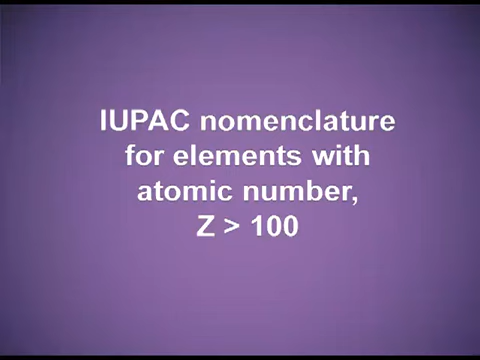 IUPAC nomenclature
for elements with
atomic number,
Z > 100